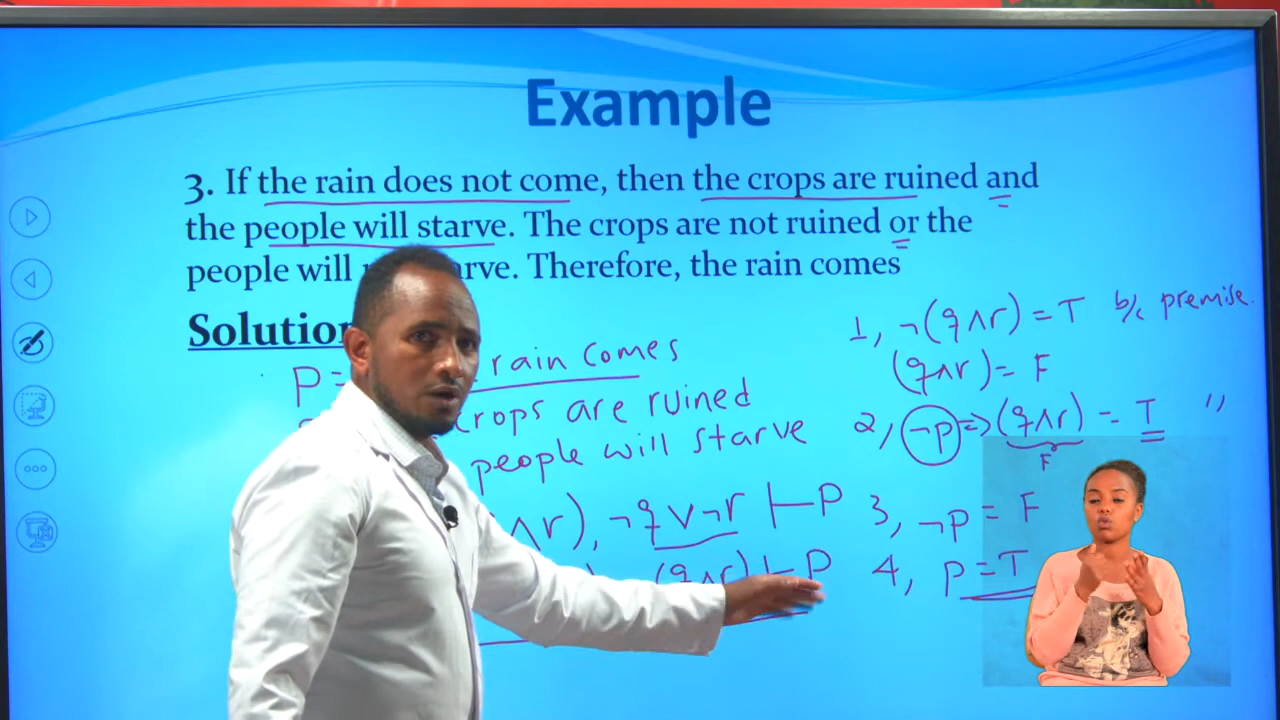 Example
3. If the rain does not come, then the crops are ruined and
the people will starve. The crops are not ruined or the
people will starve. Therefore, the rain comes
Solution
p = rain comes
crops are ruined
people will starve
∧r), ¬q∨¬r ⊢p
(q∧r) ⊢p
1, ¬(q∧r) = T b/c premise.
(q∧r) = F
2, ¬p => (q∧r) = T ''
F
3, ¬p = F
4, p = T